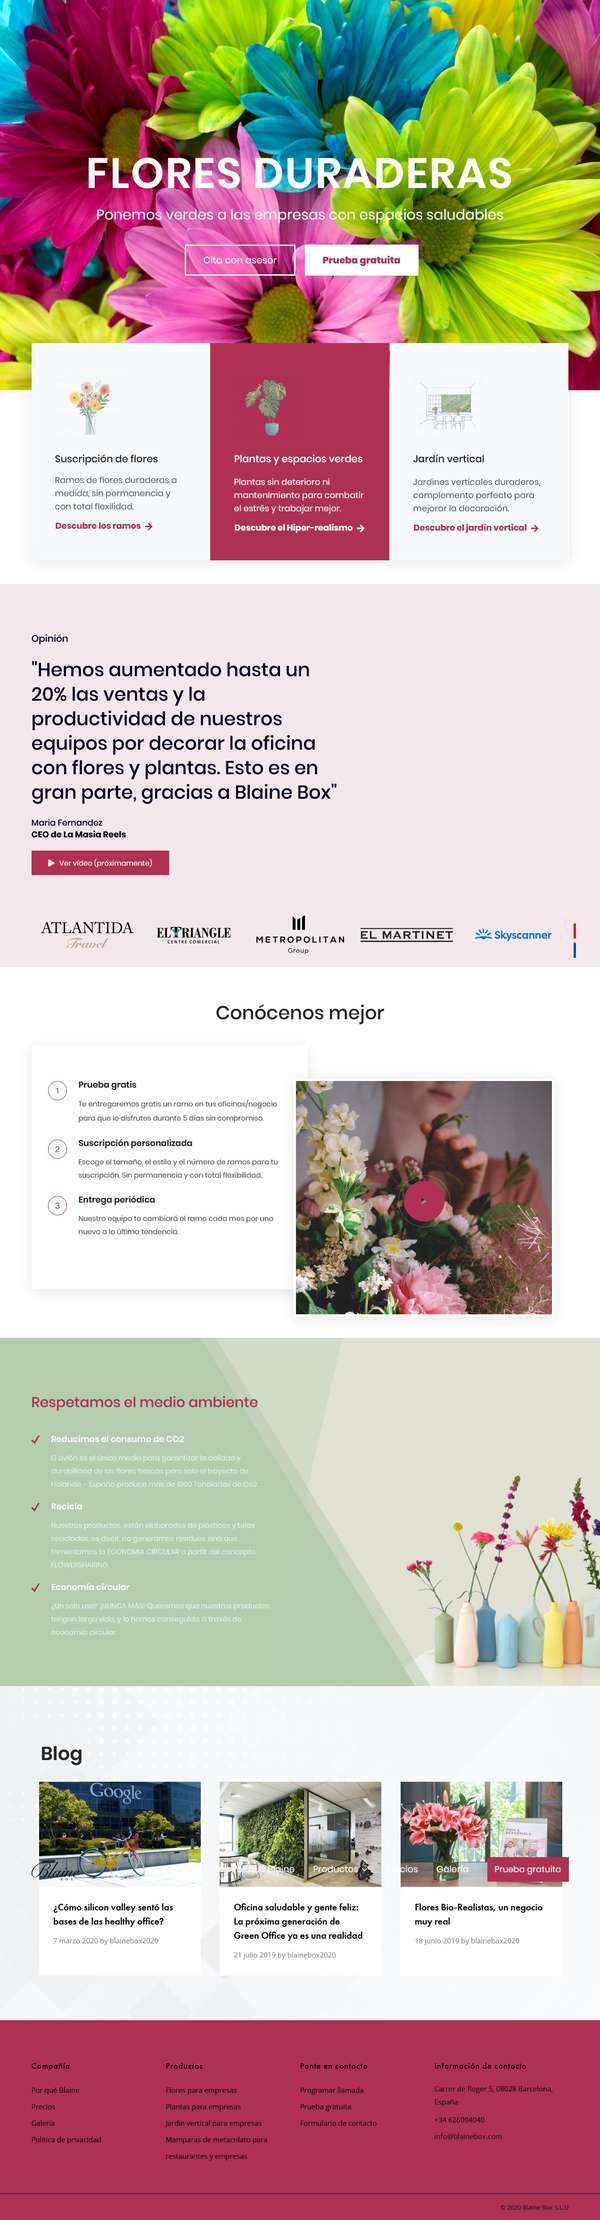 FLORES DURADERAS
Ponemos verdes a las empresas con espacios saludables
Cita con asesor
Prueba gratuita
Suscripción de flores
Ramos de flores duraderas a
medida, sin permanencia y
con total flexilidad.
Descubre los ramos →
Plantas y espacios verdes
Plantas sin deterioro ni
mantenimiento para combatir
el estrés y trabajar mejor.
Descubre el Hiper-realismo →
Jardín vertical
Jardines verticales duraderos,
complemento perfecto para
mejorar la decoración.
Descubre el jardín vertical →
Opinión
"Hemos aumentado hasta un
20% las ventas y la
productividad de nuestros
equipos por decorar la oficina
con flores y plantas. Esto es en
gran parte, gracias a Blaine Box"
Maria Fernandez
CEO de La Masia Reels
Ver vídeo (próximamente)
ATLANTIDA
Travel
EL TRIANGLE
CENTRE COMERCIAL
METROPOLITAN
Group
EL MARTINET
Skyscanner
Conócenos mejor
1
Prueba gratis
Te entregaremos gratis un ramo en tus oficinas/negocio
para que lo disfrutes durante 5 días sin compromiso.
2
Suscripción personalizada
Escoge el tamaño, el estilo y el número de ramos para tu
suscripción. Sin permanencia y con total flexibilidad.
3
Entrega periódica
Nuestro equipo te cambiará el ramo cada mes por uno
nuevo a la última tendencia.
Respetamos el medio ambiente
Reducimos el consumo de CO2
El avión es el único medio para garantizar la calidad y
durabilidad de las flores frescas para solo el trayecto de
Holanda - España produce más de 1000 Toneladas de CO2.
Recicla
Nuestros productos, están elaborados de plásticos y telas
reciclados, es decir, no generamos residuos sino que
fomentamos la ECONOMIA CIRCULAR a partir del concepto
FLOWERSHARING.
Economía circular
¿Un solo uso? ¡NUNCA MÁS! Queremos que nuestros productos
tengan larga vida, y lo hemos conseguido a través de
economía circular.
Blog
Google
Blaine
BOX
Blaine
Productos
cios
Galería
Prueba gratuita
¿Cómo silicon valley sentó las
bases de las healthy office?
7 marzo 2020 by blainebox2020
Oficina saludable y gente feliz:
La próxima generación de
Green Office ya es una realidad
21 julio 2019 by blainebox2020
Flores Bio-Realistas, un negocio
muy real
18 junio 2019 by blainebox2020
Compañía
Por qué Blaine
Precios
Galería
Política de privacidad
Productos
Flores para empresas
Plantas para empresas
Jardín vertical para empresas
Mamparas de metacrilato para
restaurantes y empresas
Ponte en contacto
Programar llamada
Prueba gratuita
Formulario de contacto
Información de contacto
Carrer de Roger 5, 08028 Barcelona,
España
+34 626094040
info@blainebox.com
© 2020 Blaine Box S.L.U